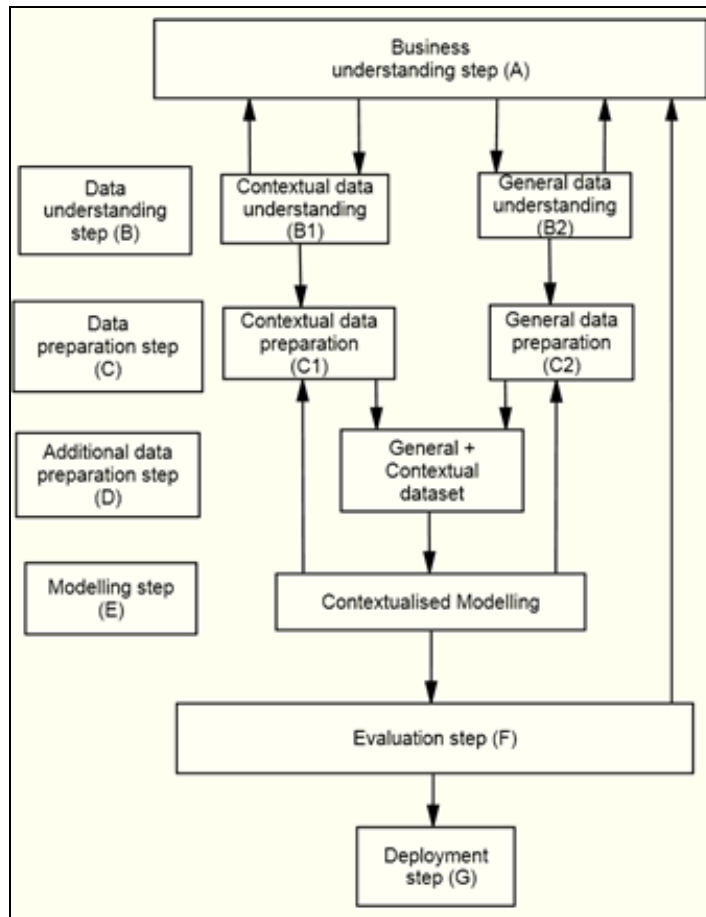 Business
understanding step (A)
Data
understanding
step (B)
Contextual data
understanding
(B1)
General data
understanding
(B2)
Data
preparation step
(C)
Contextual data
preparation
(C1)
General data
preparation
(C2)
Additional data
preparation step
(D)
General +
Contextual
dataset
Modelling step
(E)
Contextualised Modelling
Evaluation step (F)
Deployment
step (G)